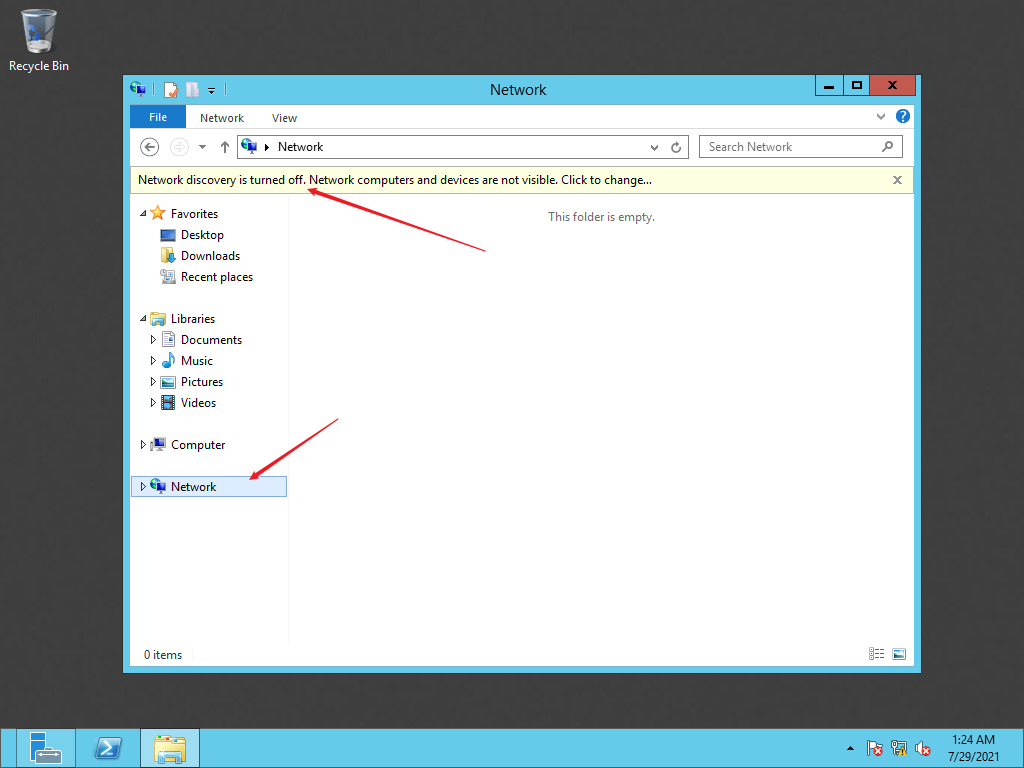 Recycle Bin
Network
File
Network
View
Network
Search Network
Network discovery is turned off. Network computers and devices are not visible. Click to change...
Favorites
Desktop
Downloads
Recent places
Libraries
Documents
Music
Pictures
Videos
Computer
Network
This folder is empty.
0 items
1:24 AM
7/29/2021